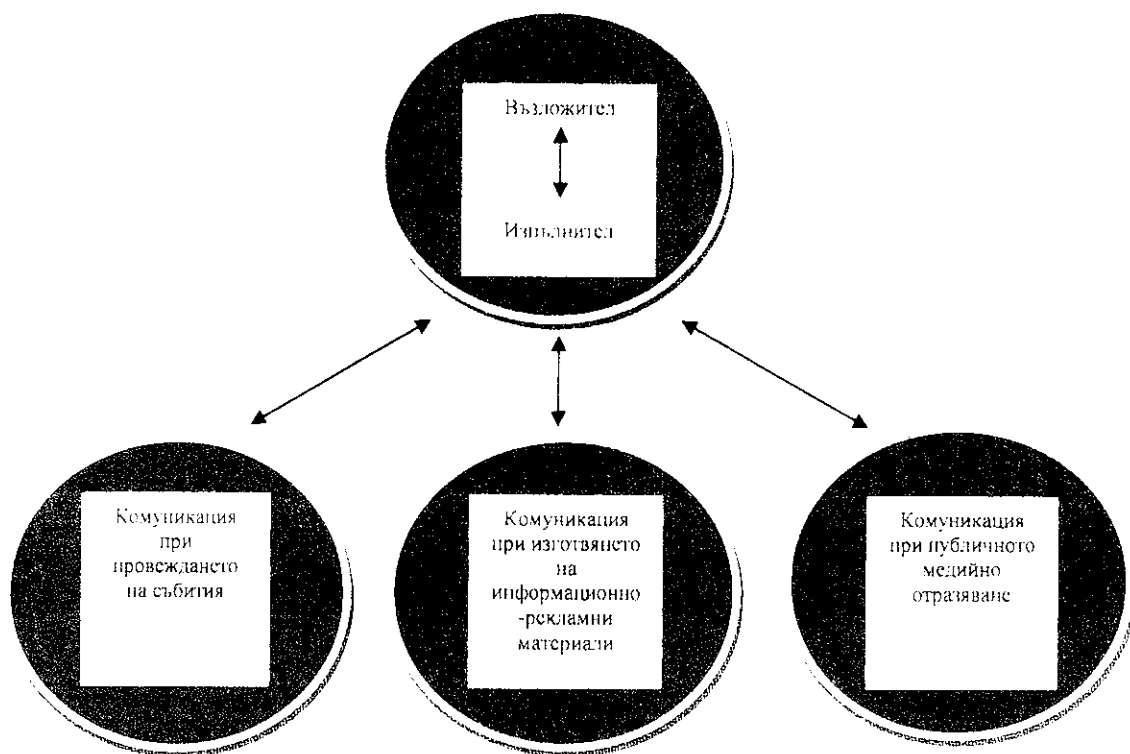 Възложител
Изпълнител
Комуникация
при
провеждането
на събития
Комуникация
при изготвянето
на
информационно
-рекламни
материали
Комуникация
при публичното
медийно
отразяване